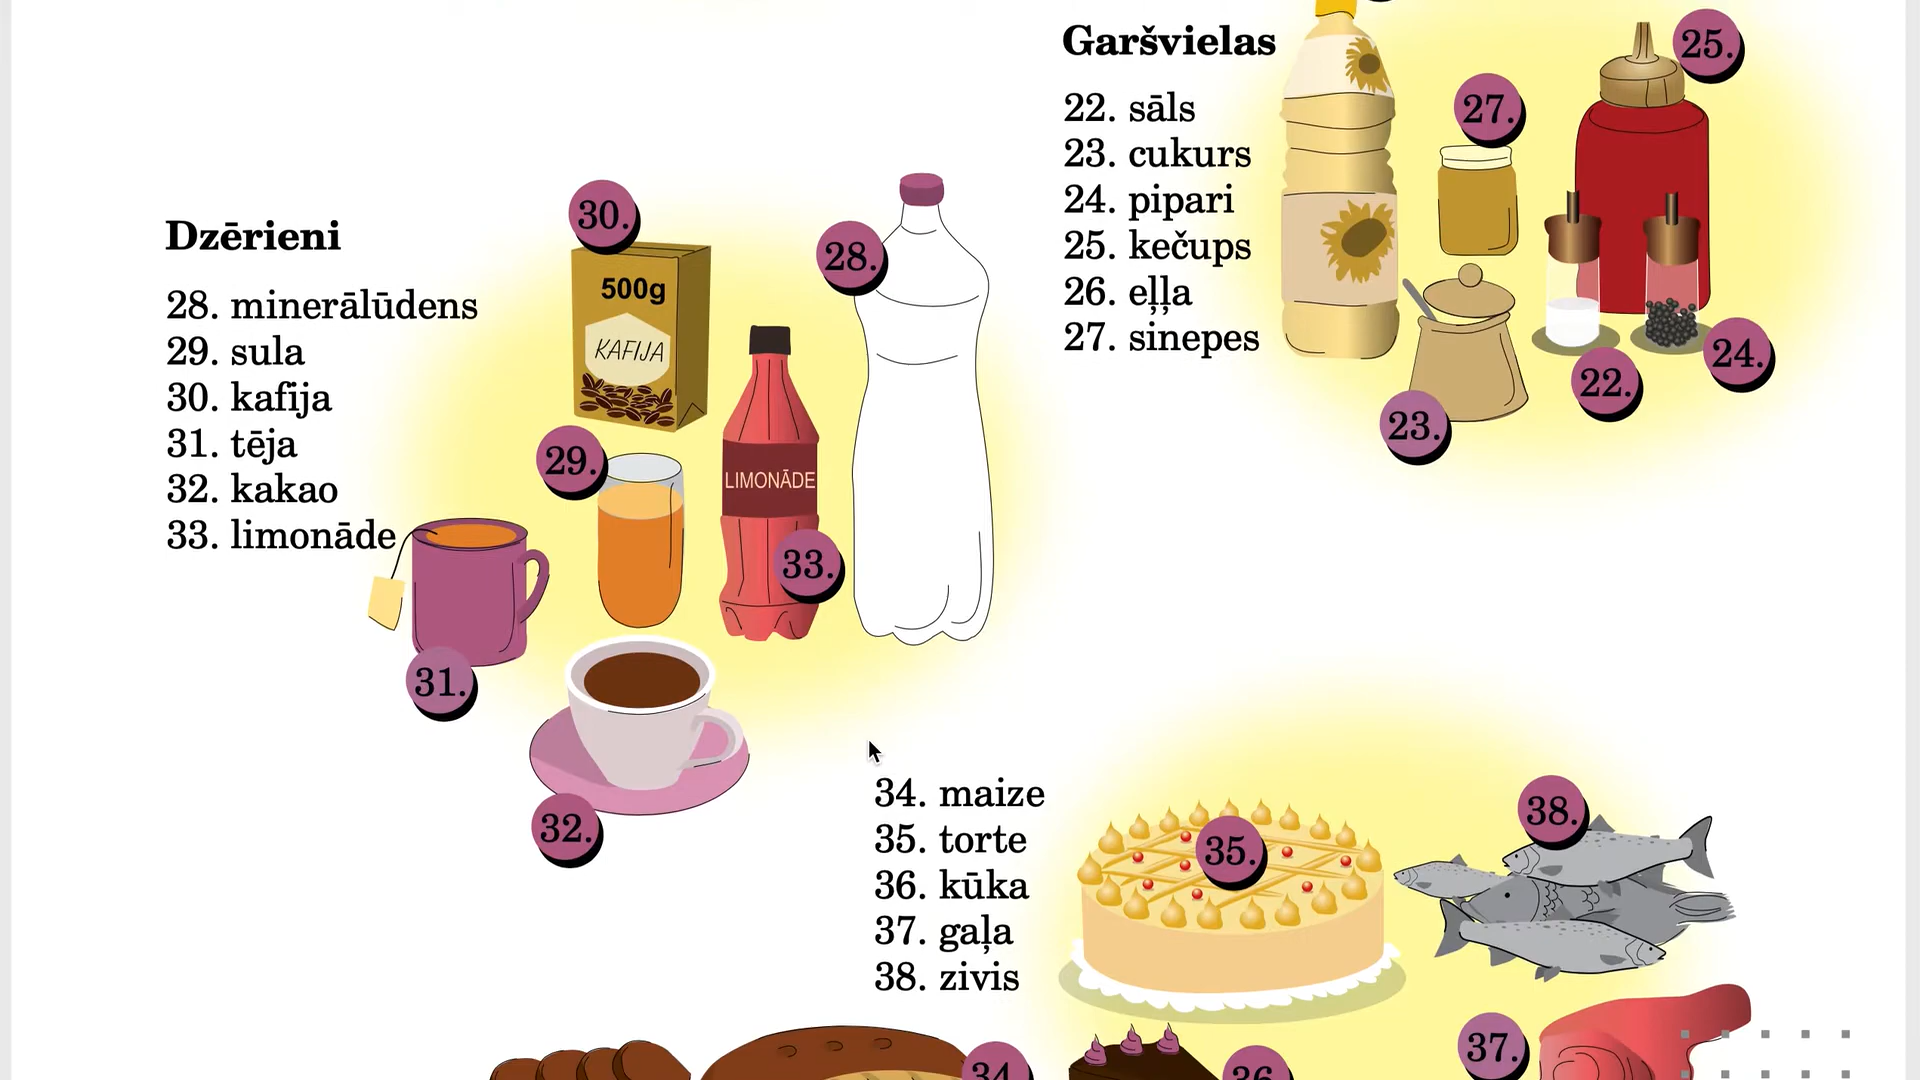 Garšvielas
22. sāls
23. cukurs
24. pipari
25. kečups
26. eļļa
27. sinepes
25.
27.
24.
22.
23.
Dzērieni
28. minerālūdens
29. sula
30. kafija
31. tēja
32. kakao
33. limonāde
30.
28.
500g
KAFIJA
29.
LIMONĀDE
33.
31.
32.
34. maize
35. torte
36. kūka
37. gaļa
38. zivis
35.
38.
34.
36.
37.